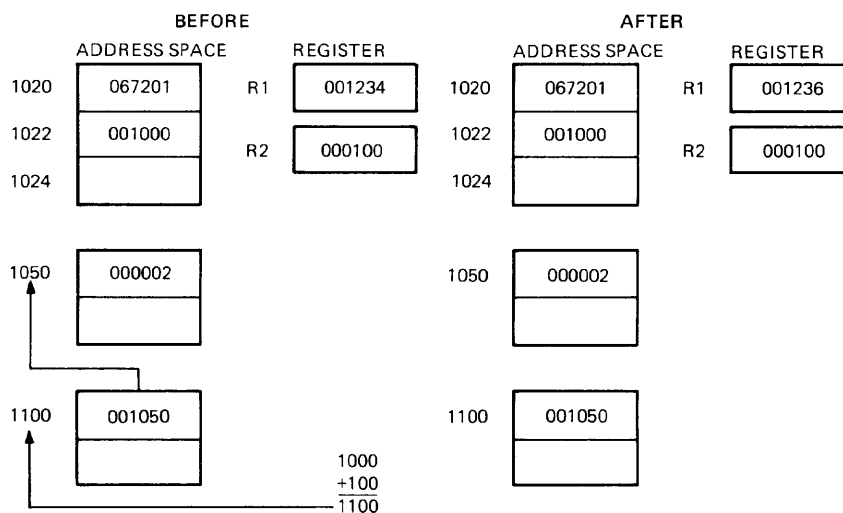 BEFORE AFTER
ADDRESS SPACE REGISTER ADDRESS SPACE REGISTER
1020 067201 R1 001234 1020 067201 R1 001236
1022 001000 1022 001000
R2 000100 R2 000100
1024 1024
1050 000002 1050 000002
1100 001050 1100 001050
1000
+100
1100